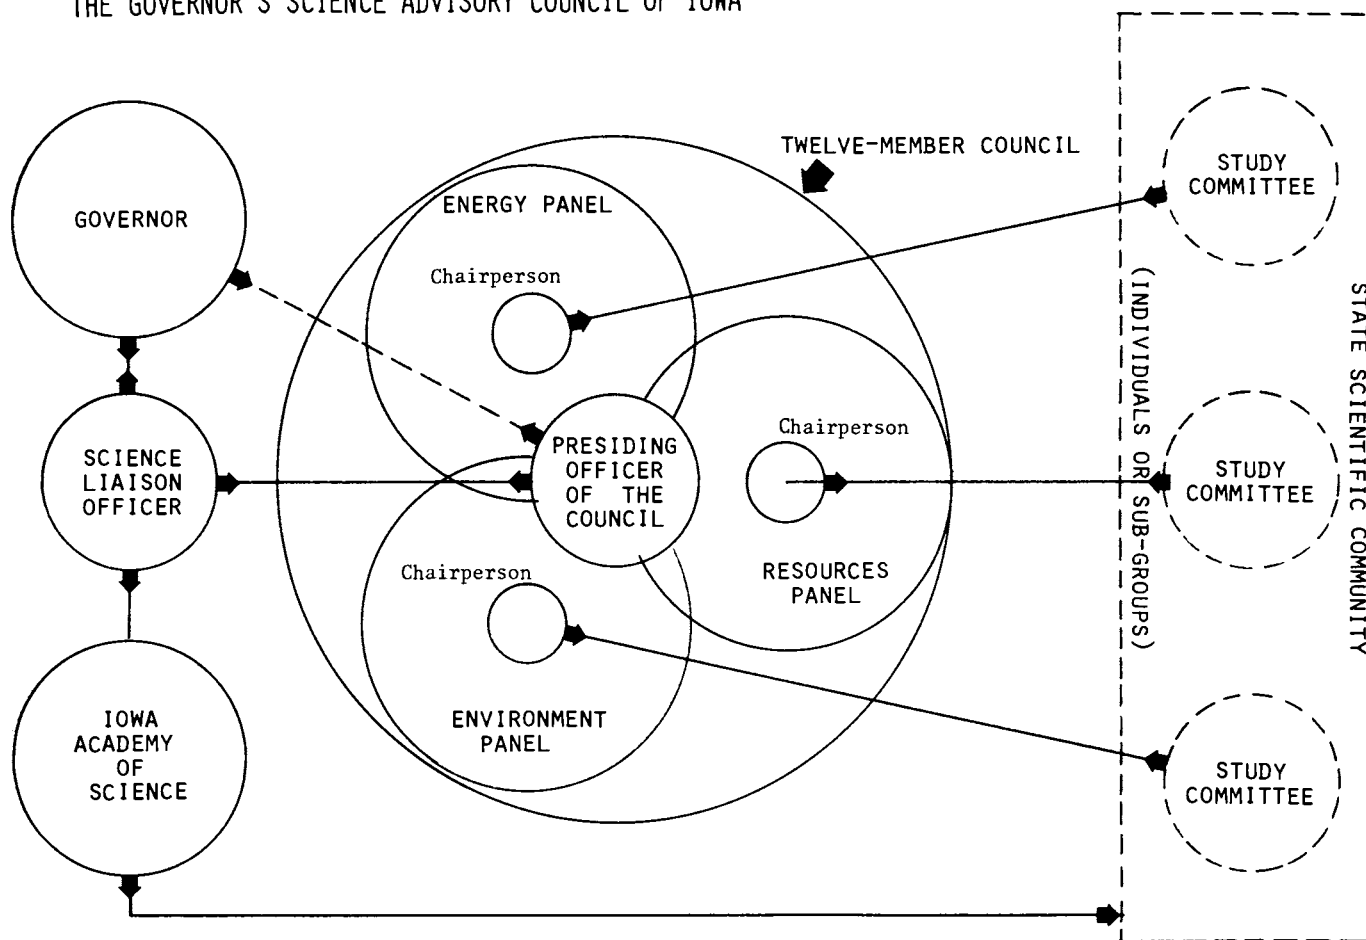 THE GOVERNOR'S SCIENCE ADVISORY COUNCIL OF IOWA
TWELVE-MEMBER COUNCIL
GOVERNOR
ENERGY PANEL
Chairperson
STUDY
COMMITTEE
SCIENCE
LIAISON
OFFICER
PRESIDING
OFFICER
OF THE
COUNCIL
Chairperson
RESOURCES
PANEL
STUDY
COMMITTEE
(INDIVIDUALS OR SUB-GROUPS)
STATE SCIENTIFIC COMMUNITY
Chairperson
ENVIRONMENT
PANEL
IOWA
ACADEMY
OF
SCIENCE
STUDY
COMMITTEE